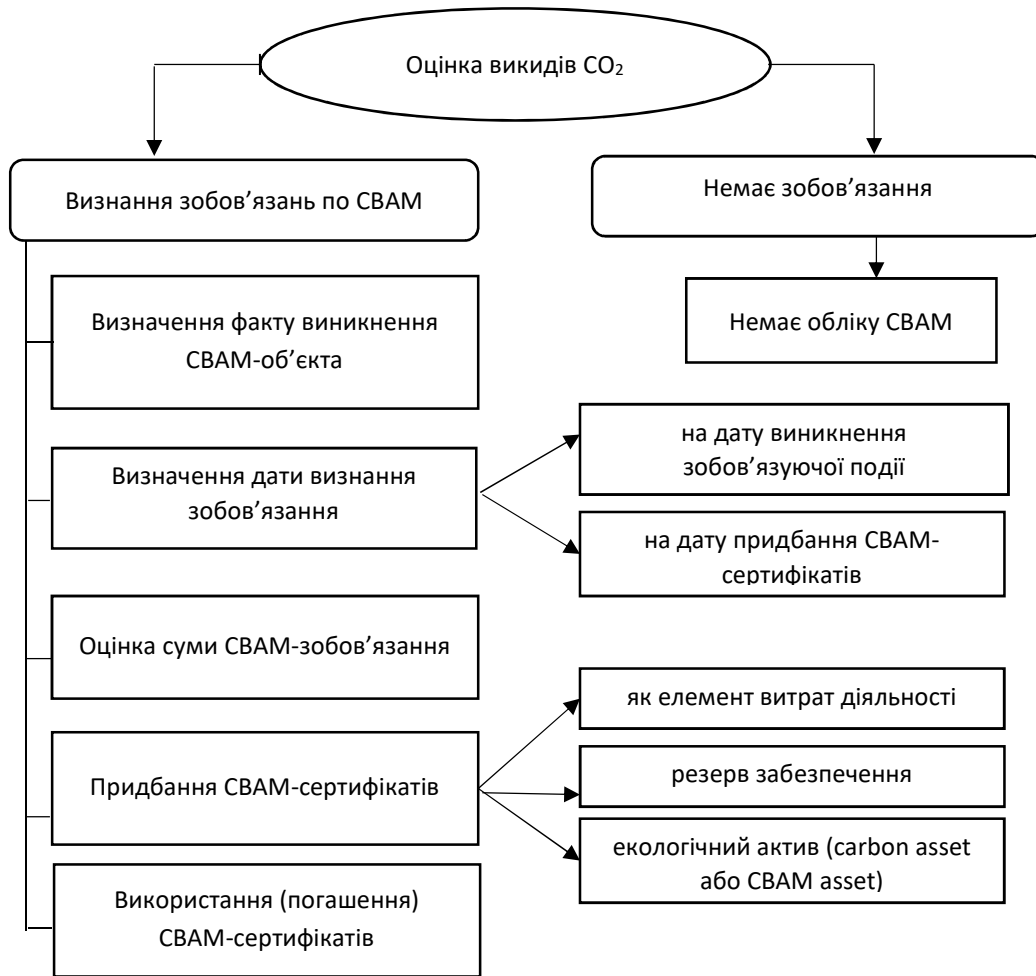 Оцінка викидів CO₂
Визнання зобов’язань по CBAM
Немає зобов’язання
Визначення факту виникнення
CBAM-об’єкта
Немає обліку CBAM
Визначення дати визнання
зобов’язання
на дату виникнення
зобов’язуючої події
на дату придбання CBAM-
сертифікатів
Оцінка суми CBAM-зобов’язання
Придбання CBAM-сертифікатів
як елемент витрат діяльності
резерв забезпечення
екологічний актив (carbon asset
або CBAM asset)
Використання (погашення)
CBAM-сертифікатів